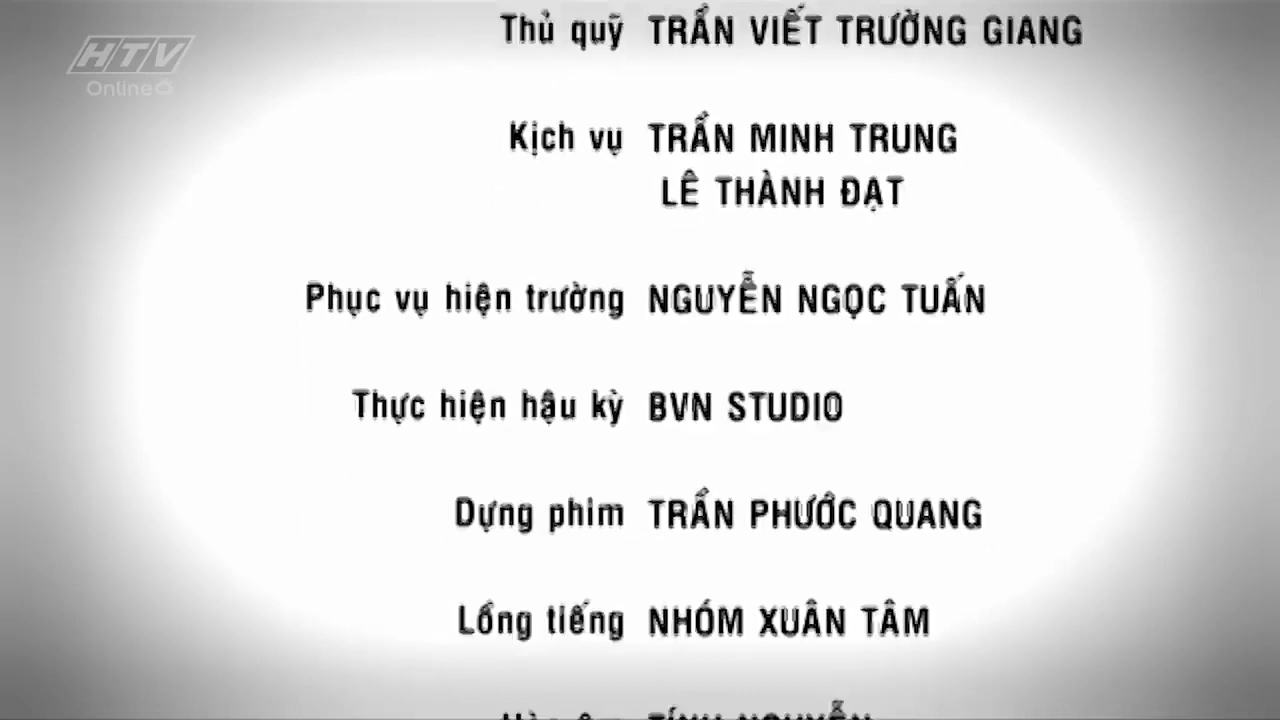 HTV
Online
Thủ quỹ TRẦN VIẾT TRƯỜNG GIANG
Kịch vụ TRẦN MINH TRUNG
LÊ THÀNH ĐẠT
Phục vụ hiện trường NGUYỄN NGỌC TUẤN
Thực hiện hậu kỳ BVN STUDIO
Dựng phim TRẦN PHƯỚC QUANG
Lồng tiếng NHÓM XUÂN TÂM